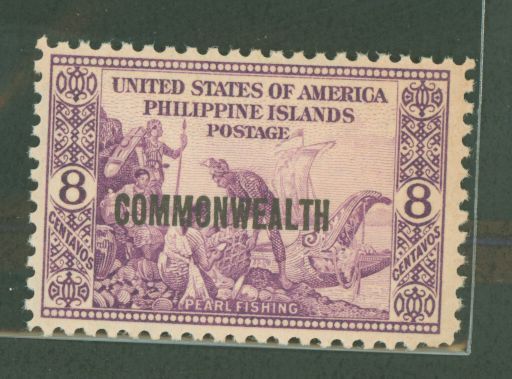 UNITED STATES OF AMERICA
PHILIPPINE ISLANDS
POSTAGE
8
CENTAVOS
COMMONWEALTH
8
CENTAVOS
PEARL FISHING